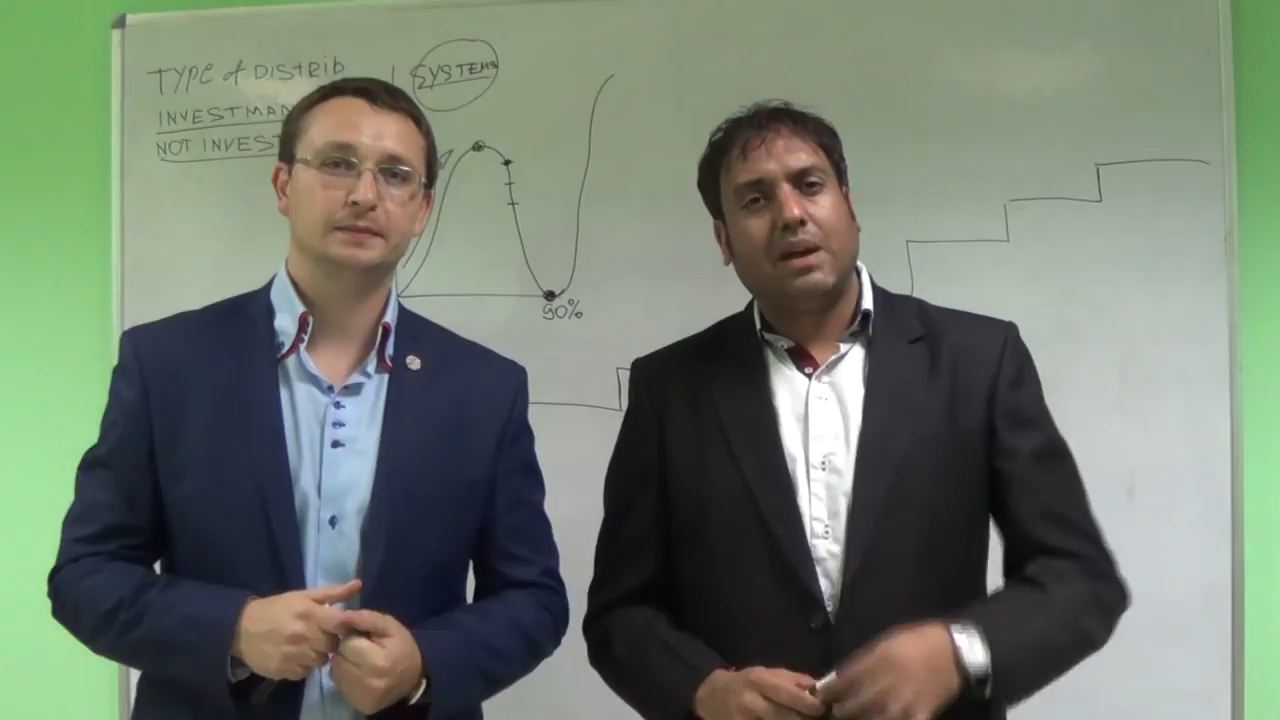 TYPE of DISTRIB
SYSTEMS
INVESTMAN
NOT INVEST
90%